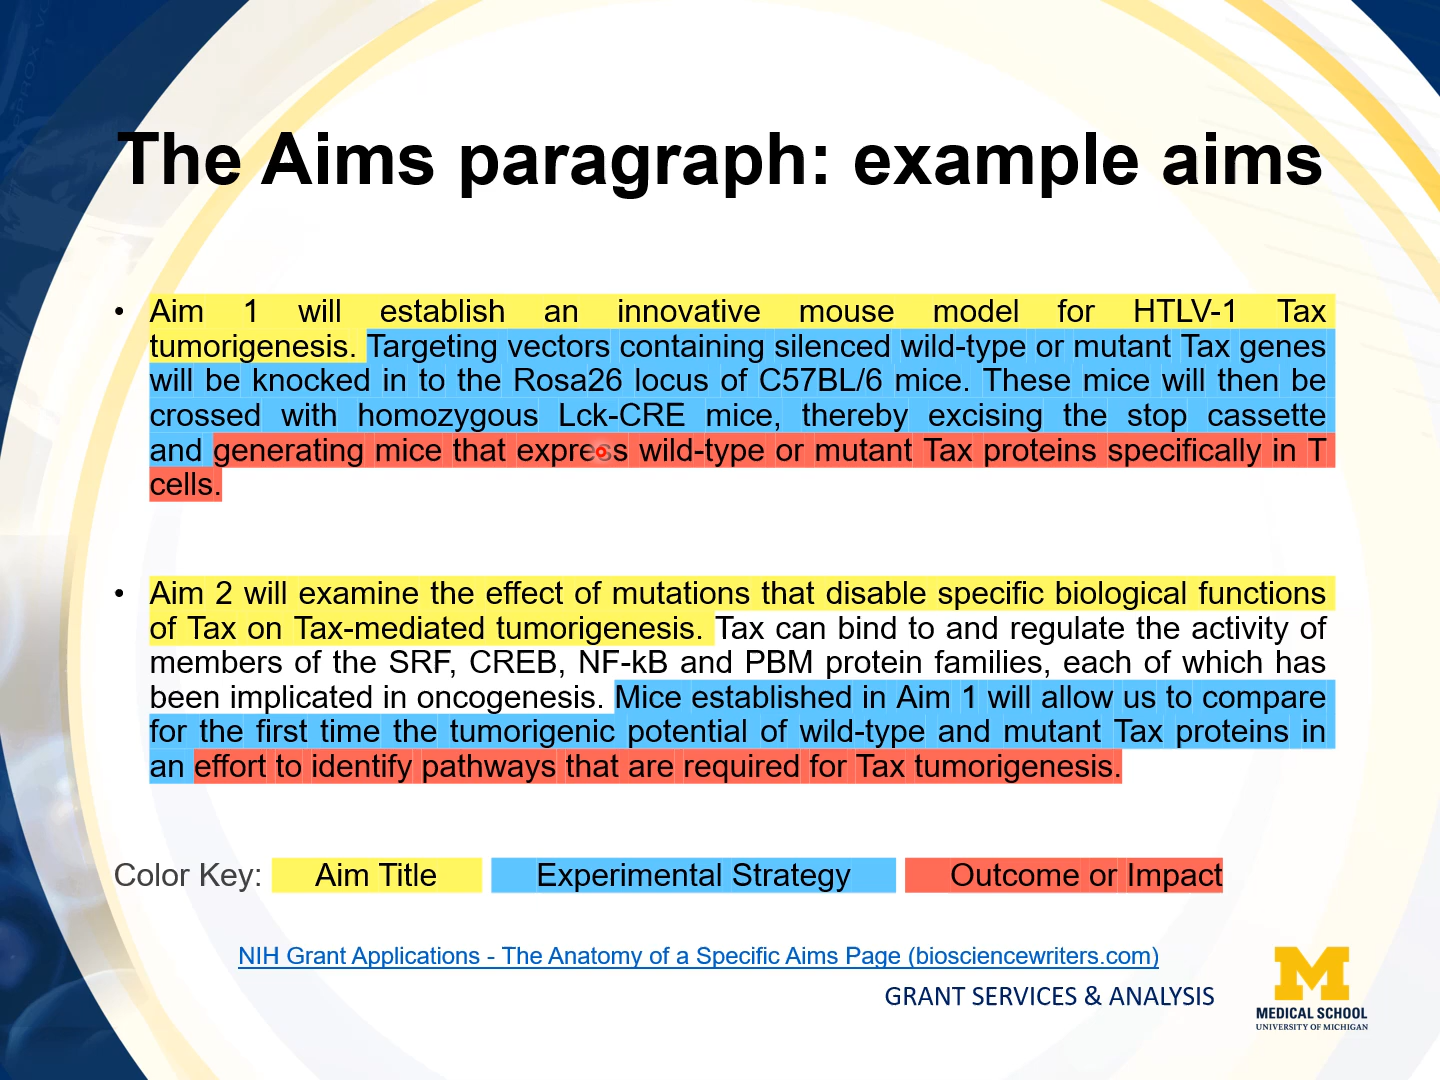 The Aims paragraph: example aims
• Aim 1 will establish an innovative mouse model for HTLV-1 Tax
tumorigenesis. Targeting vectors containing silenced wild-type or mutant Tax genes
will be knocked in to the Rosa26 locus of C57BL/6 mice. These mice will then be
crossed with homozygous Lck-CRE mice, thereby excising the stop cassette
and generating mice that express wild-type or mutant Tax proteins specifically in T
cells.
• Aim 2 will examine the effect of mutations that disable specific biological functions
of Tax on Tax-mediated tumorigenesis. Tax can bind to and regulate the activity of
members of the SRF, CREB, NF-kB and PBM protein families, each of which has
been implicated in oncogenesis. Mice established in Aim 1 will allow us to compare
for the first time the tumorigenic potential of wild-type and mutant Tax proteins in
an effort to identify pathways that are required for Tax tumorigenesis.
Color Key: Aim Title Experimental Strategy Outcome or Impact
NIH Grant Applications - The Anatomy of a Specific Aims Page (biosciencewriters.com)
GRANT SERVICES & ANALYSIS
M
MEDICAL SCHOOL
UNIVERSITY OF MICHIGAN